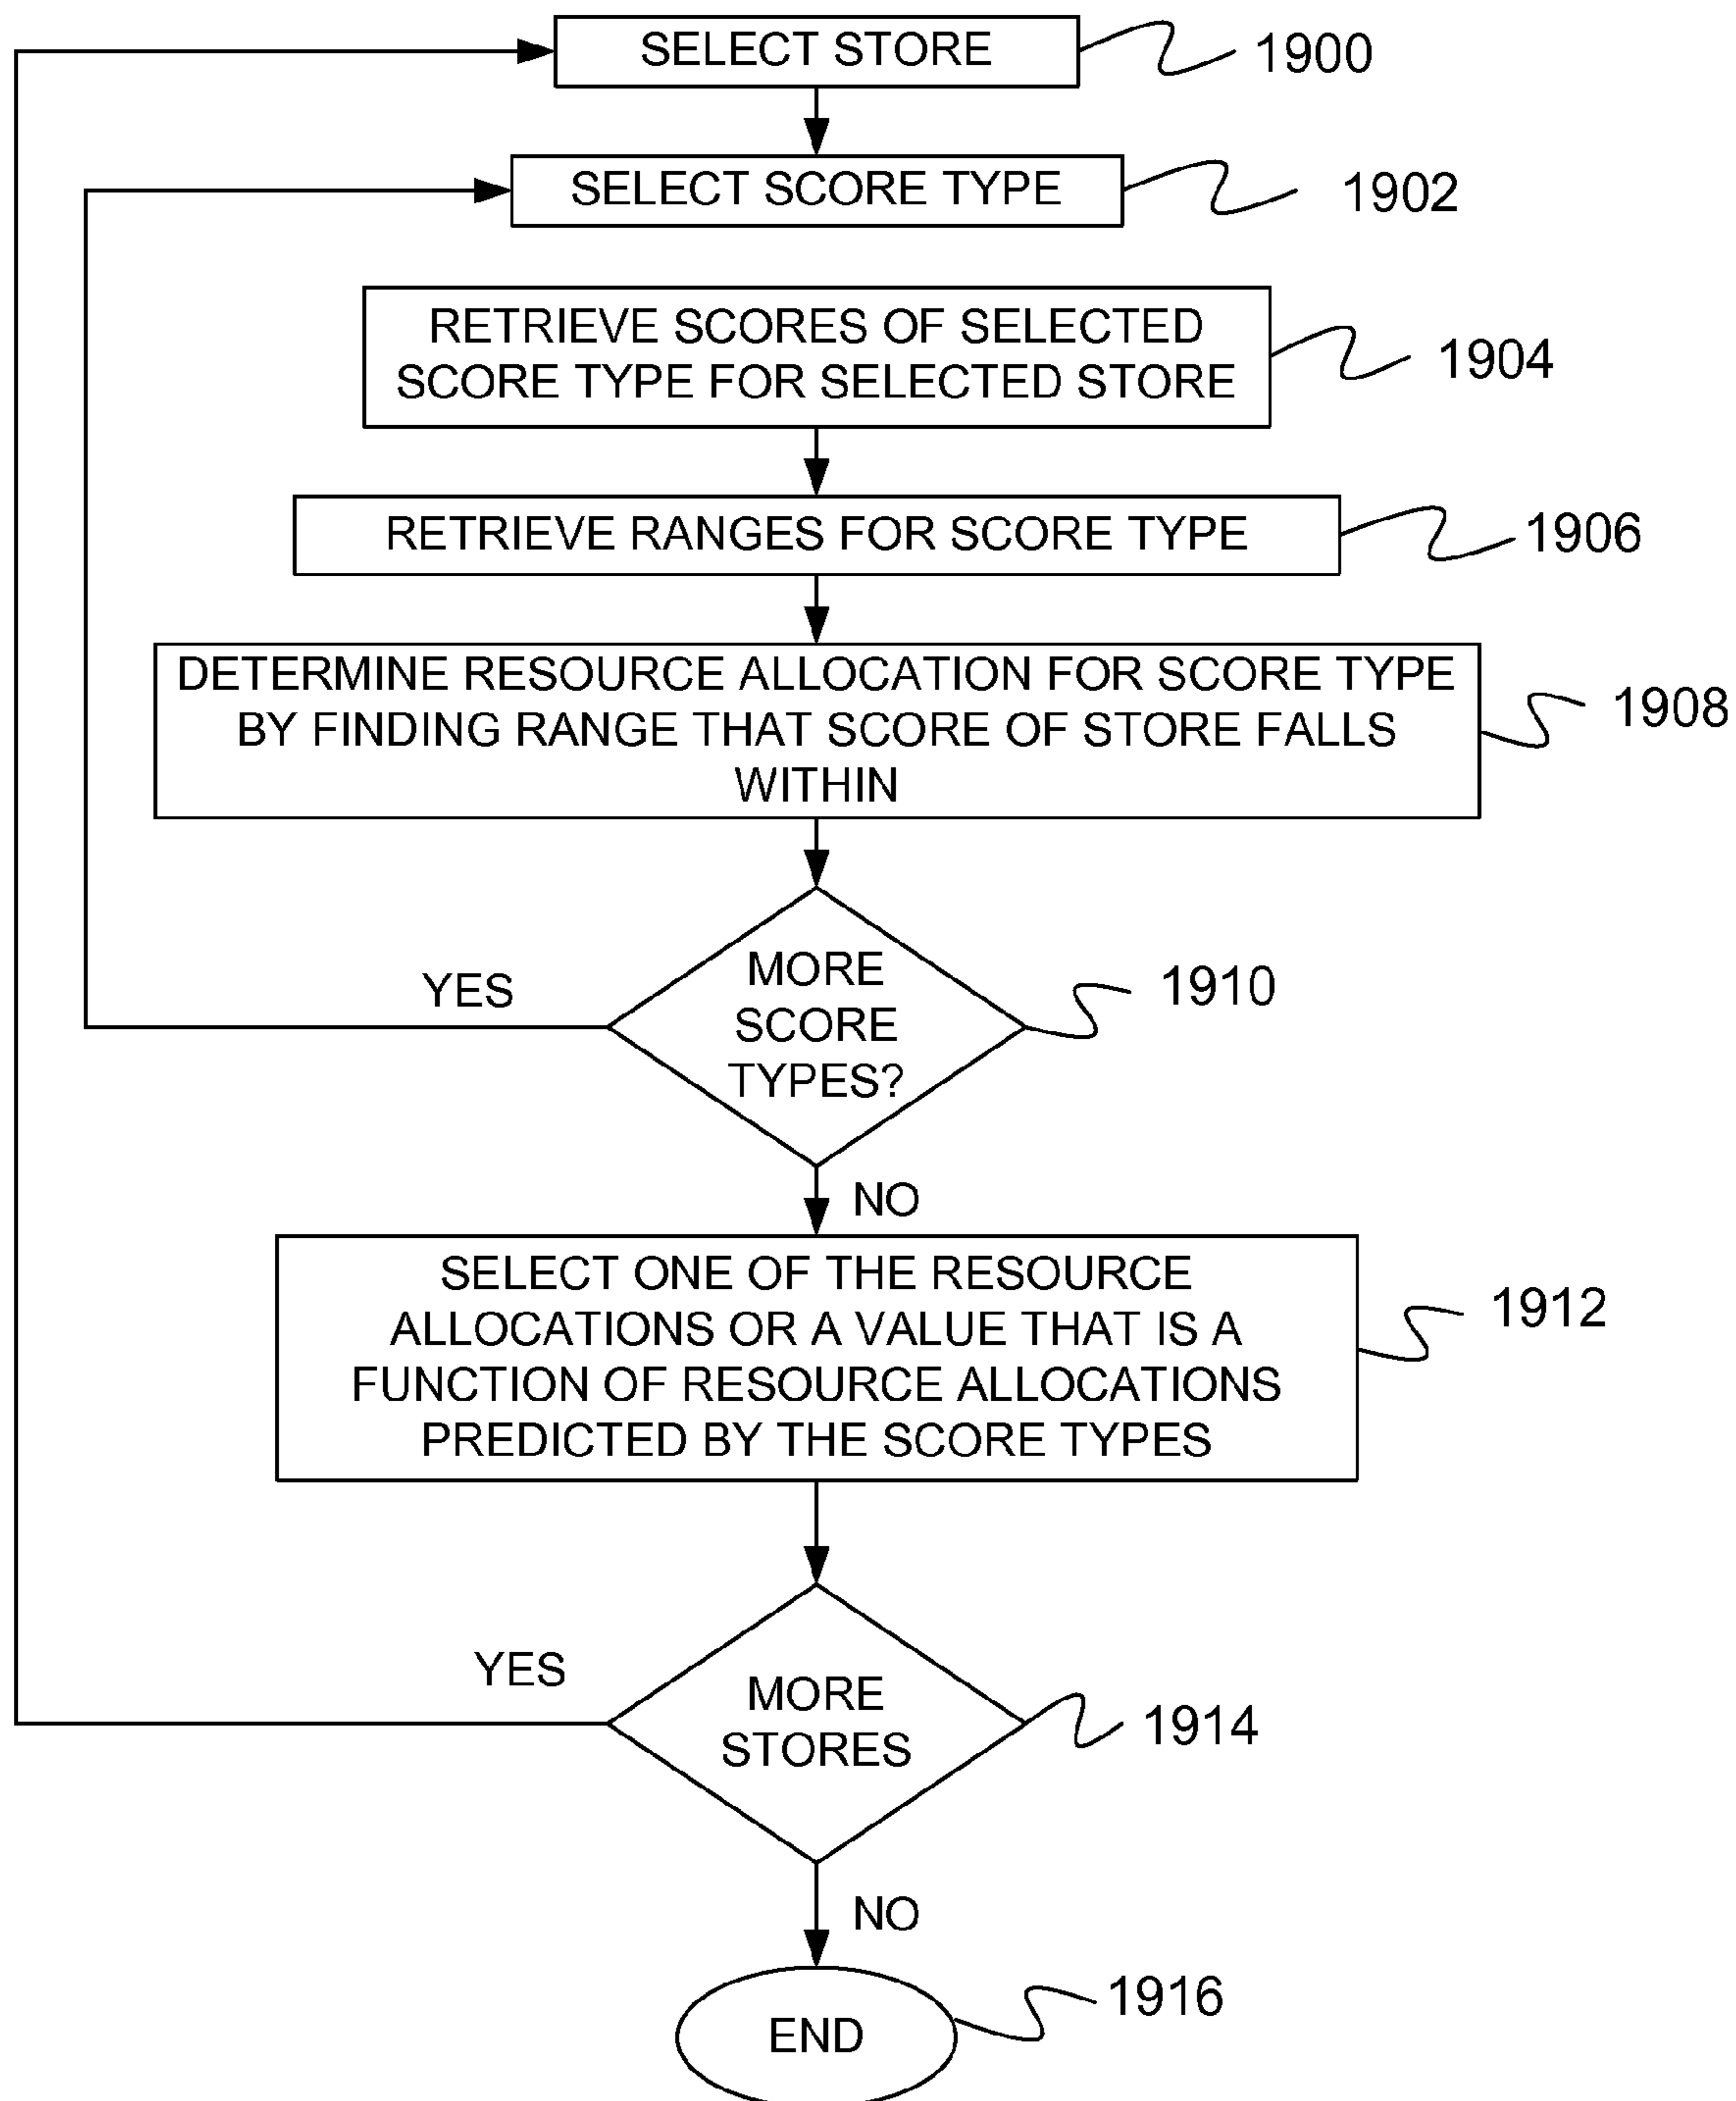 SELECT STORE
1900
SELECT SCORE TYPE
1902
RETRIEVE SCORES OF SELECTED
SCORE TYPE FOR SELECTED STORE
1904
RETRIEVE RANGES FOR SCORE TYPE
1906
DETERMINE RESOURCE ALLOCATION FOR SCORE TYPE
BY FINDING RANGE THAT SCORE OF STORE FALLS
WITHIN
1908
MORE
SCORE
TYPES?
1910
YES
NO
SELECT ONE OF THE RESOURCE
ALLOCATIONS OR A VALUE THAT IS A
FUNCTION OF RESOURCE ALLOCATIONS
PREDICTED BY THE SCORE TYPES
1912
YES
MORE
STORES
1914
NO
END
1916